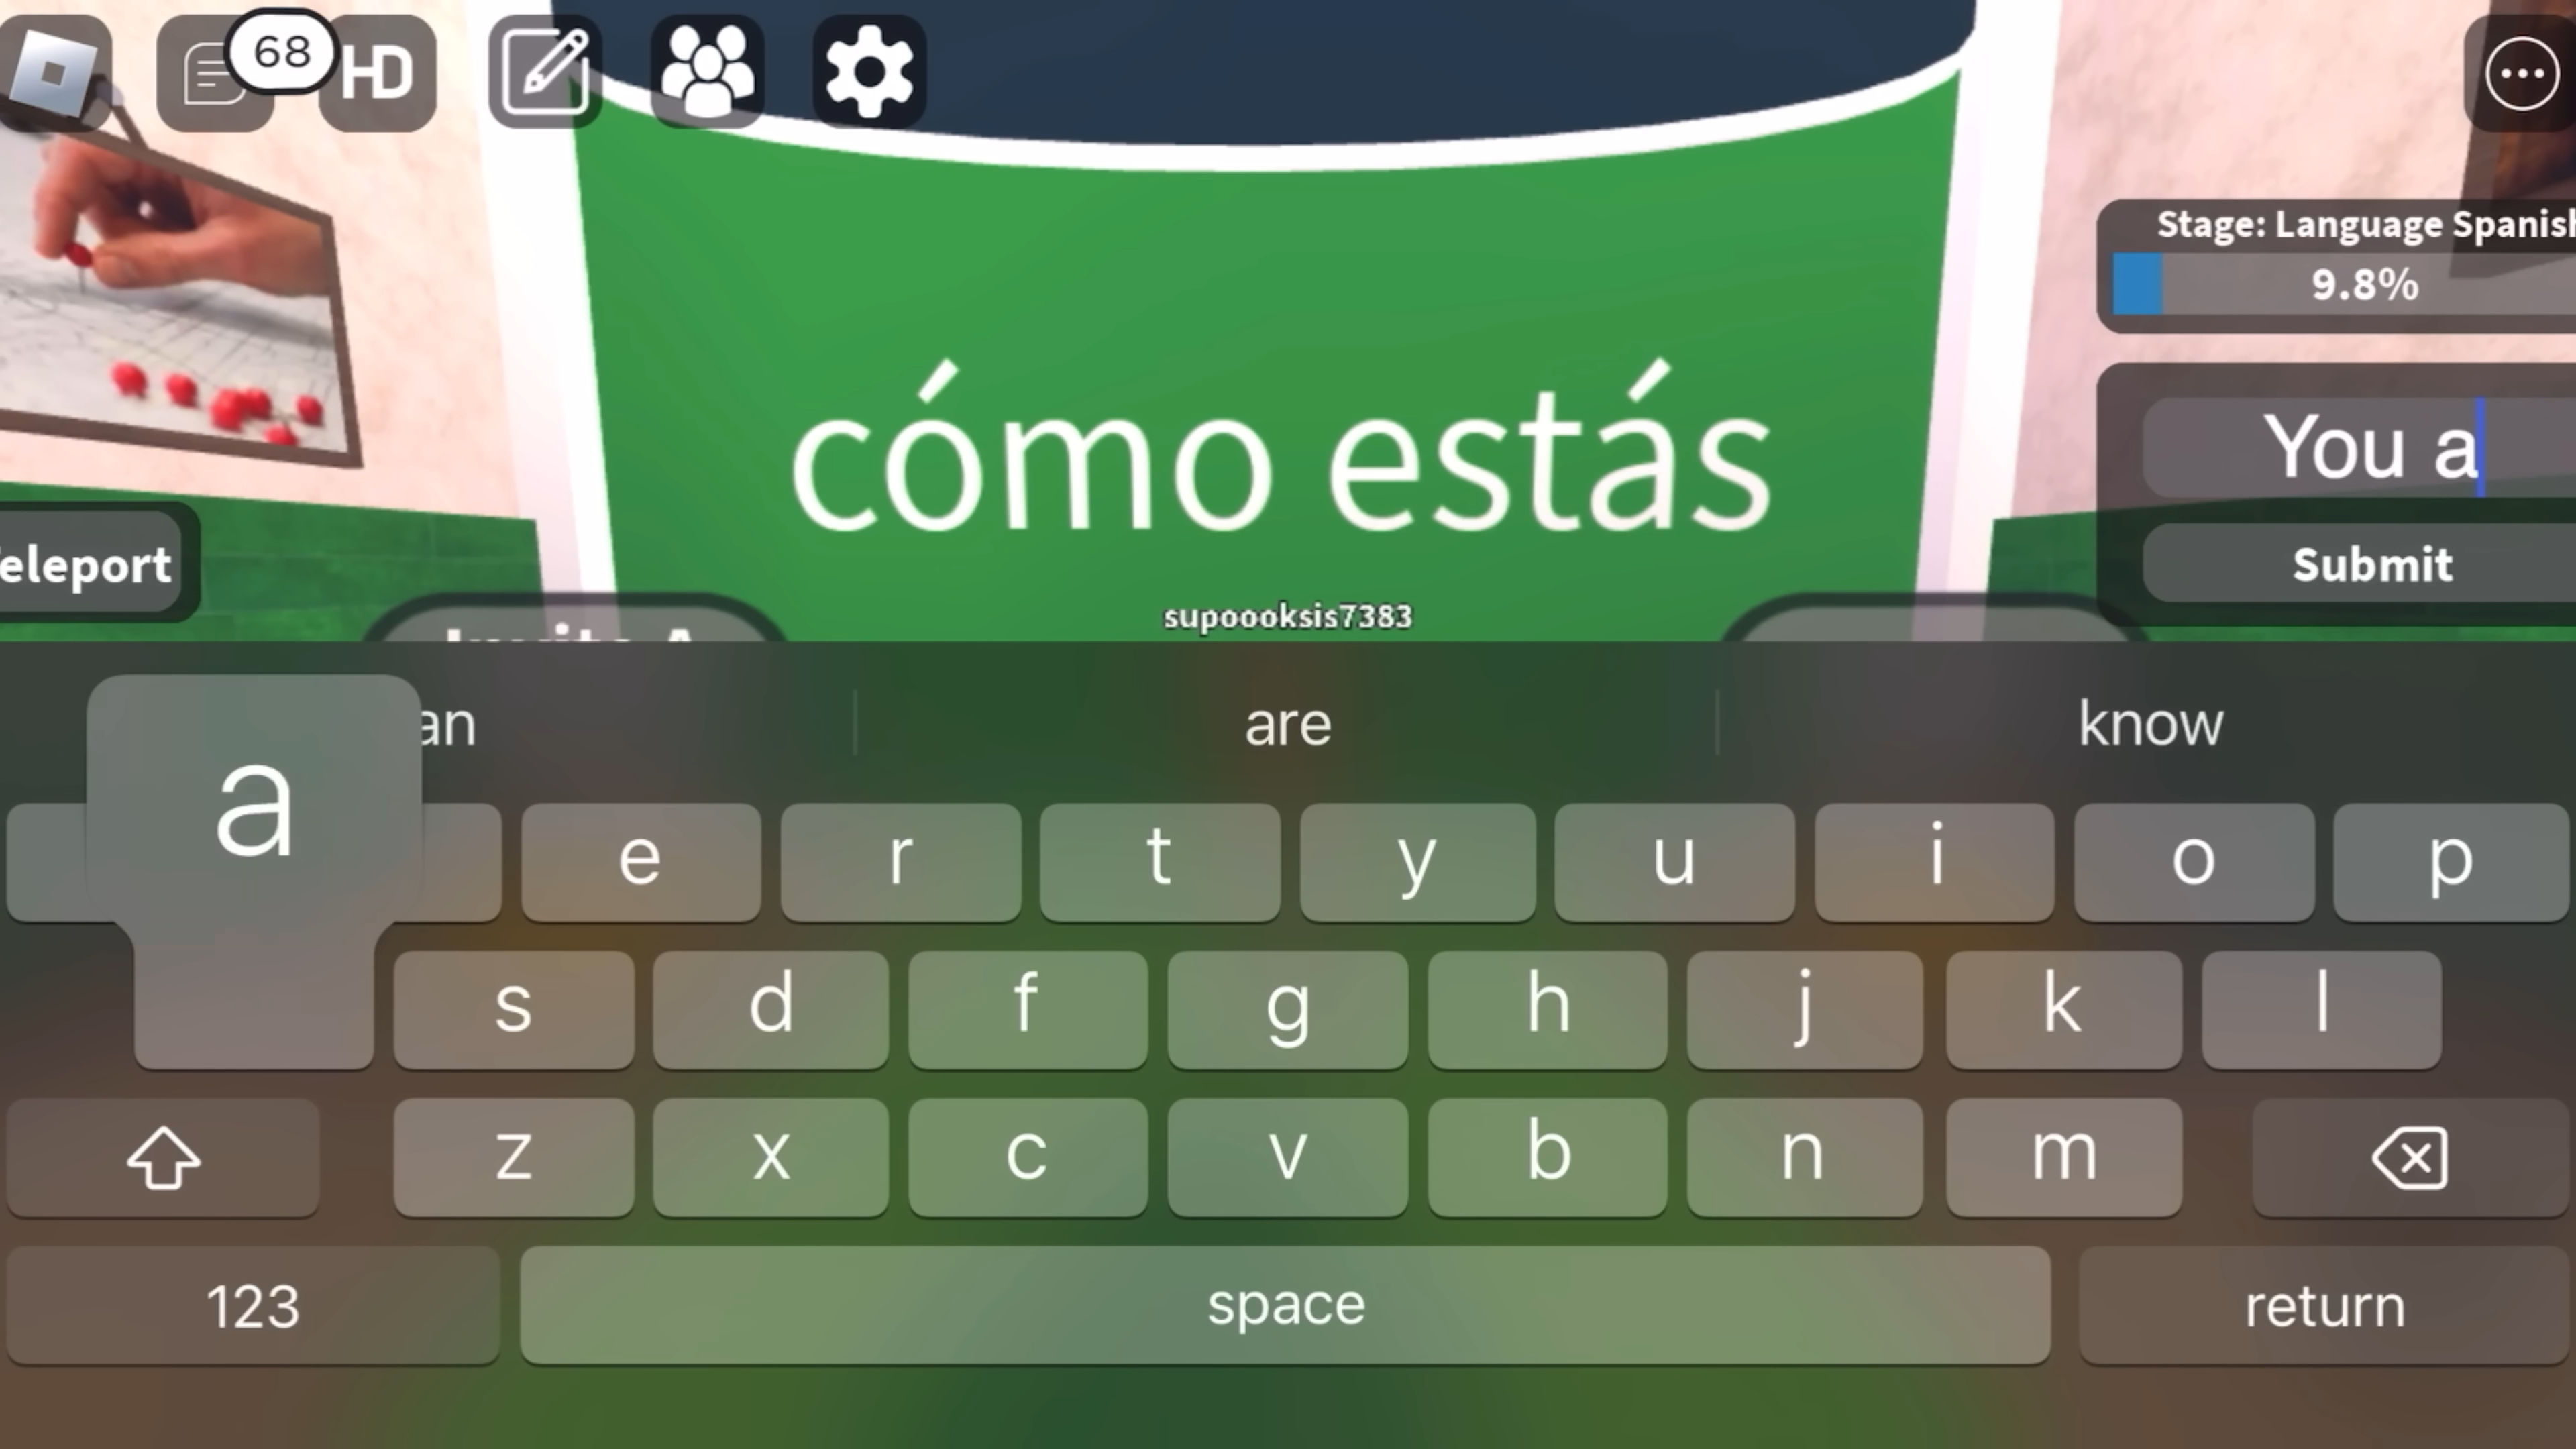 68
HD
Stage: Language Spanish
9.8%
cómo estás
You a
eleport
Submit
supoooksis7383
Invite A
an
are
know
a
e r t y u i o p
s d f g h j k l
z x c v b n m
123
space
return